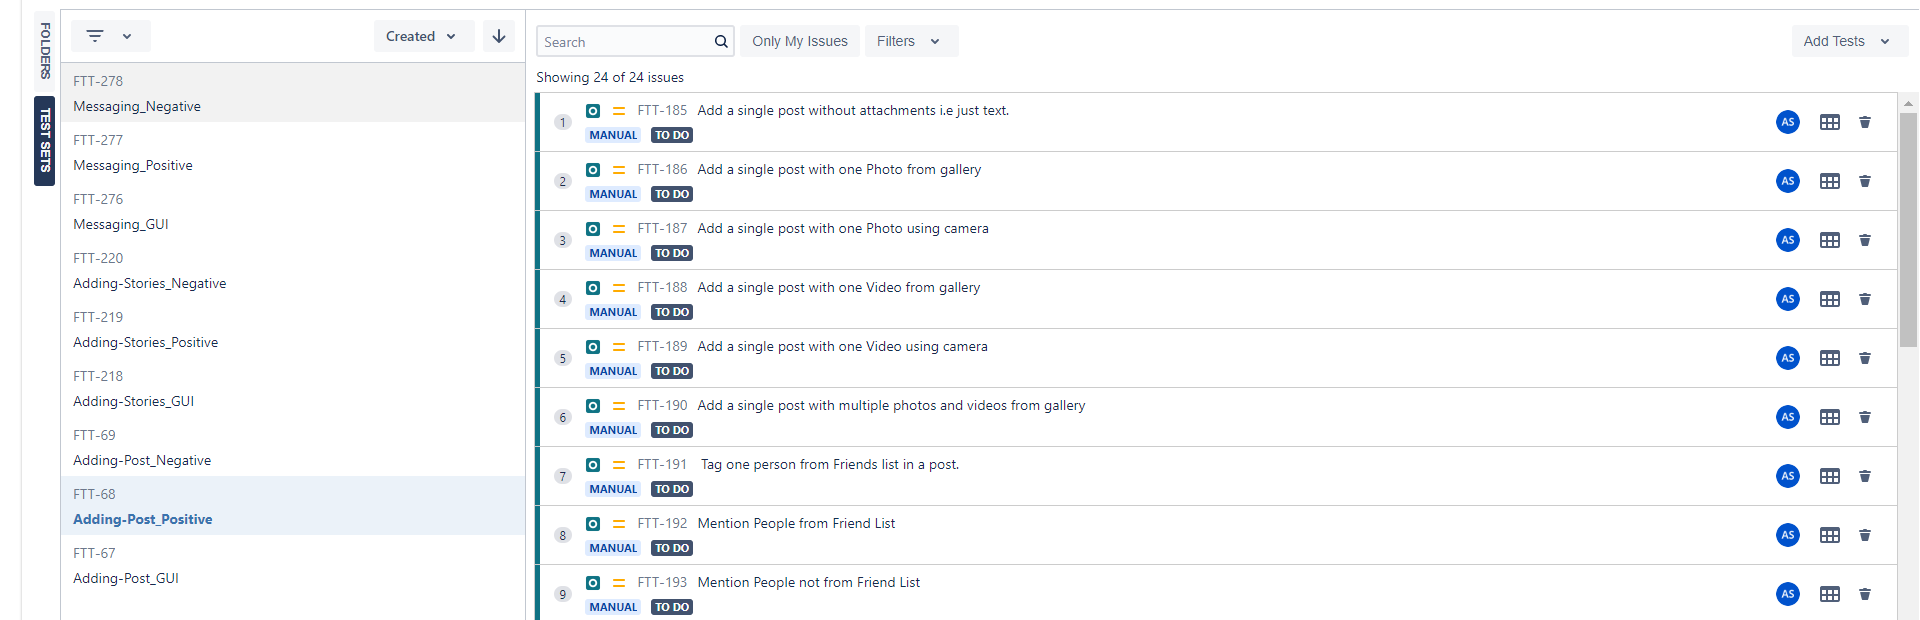 FOLDERS
TEST SETS
Created
FTT-278
Messaging_Negative
FTT-277
Messaging_Positive
FTT-276
Messaging_GUI
FTT-220
Adding-Stories_Negative
FTT-219
Adding-Stories_Positive
FTT-218
Adding-Stories_GUI
FTT-69
Adding-Post_Negative
FTT-68
Adding-Post_Positive
FTT-67
Adding-Post_GUI
Search Only My Issues Filters Add Tests
Showing 24 of 24 issues
1 FTT-185 Add a single post without attachments i.e just text. AS
MANUAL TO DO
2 FTT-186 Add a single post with one Photo from gallery AS
MANUAL TO DO
3 FTT-187 Add a single post with one Photo using camera AS
MANUAL TO DO
4 FTT-188 Add a single post with one Video from gallery AS
MANUAL TO DO
5 FTT-189 Add a single post with one Video using camera AS
MANUAL TO DO
6 FTT-190 Add a single post with multiple photos and videos from gallery AS
MANUAL TO DO
7 FTT-191 Tag one person from Friends list in a post. AS
MANUAL TO DO
8 FTT-192 Mention People from Friend List AS
MANUAL TO DO
9 FTT-193 Mention People not from Friend List AS
MANUAL TO DO